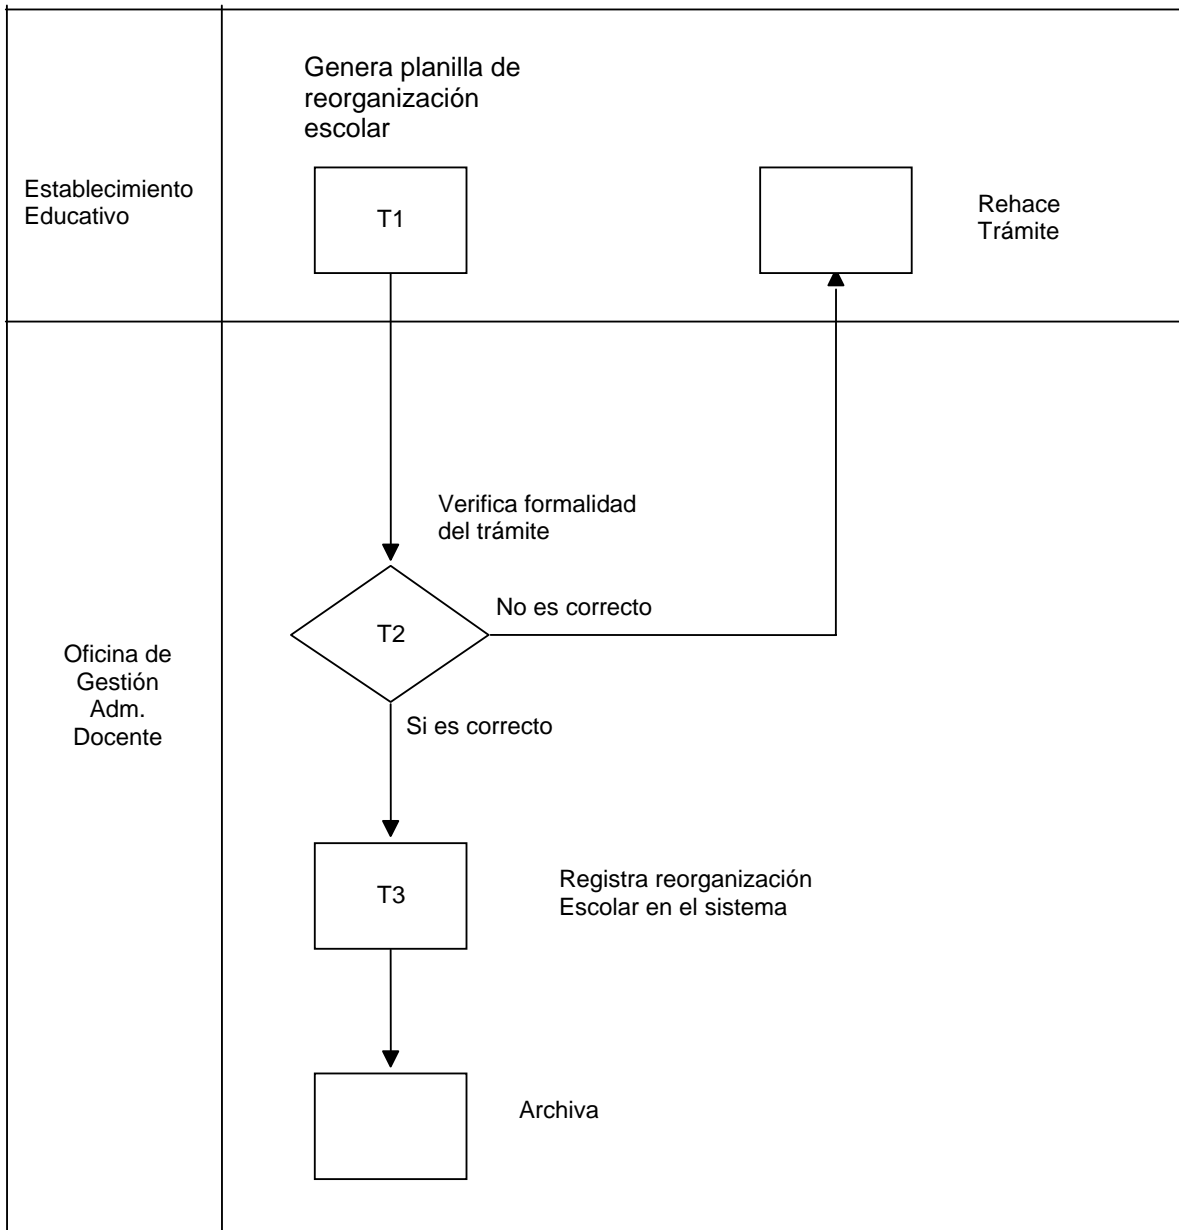 Genera planilla de
reorganización
escolar
Establecimiento
Educativo
T1
Rehace
Trámite
Verifica formalidad
del trámite
No es correcto
T2
Oficina de
Gestión
Adm.
Docente
Si es correcto
T3
Registra reorganización
Escolar en el sistema
Archiva